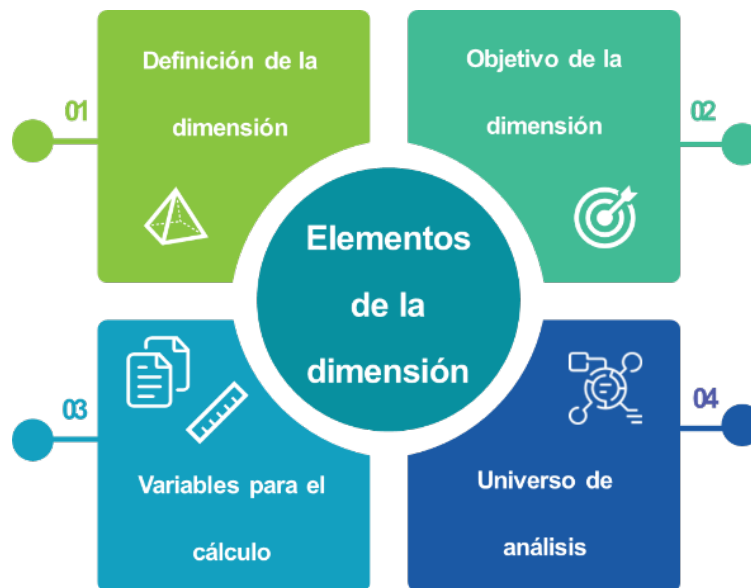 01
Definición de la
dimensión
Objetivo de la
dimensión
02
Elementos
de la
dimensión
03
Variables para el
cálculo
Universo de
análisis
04